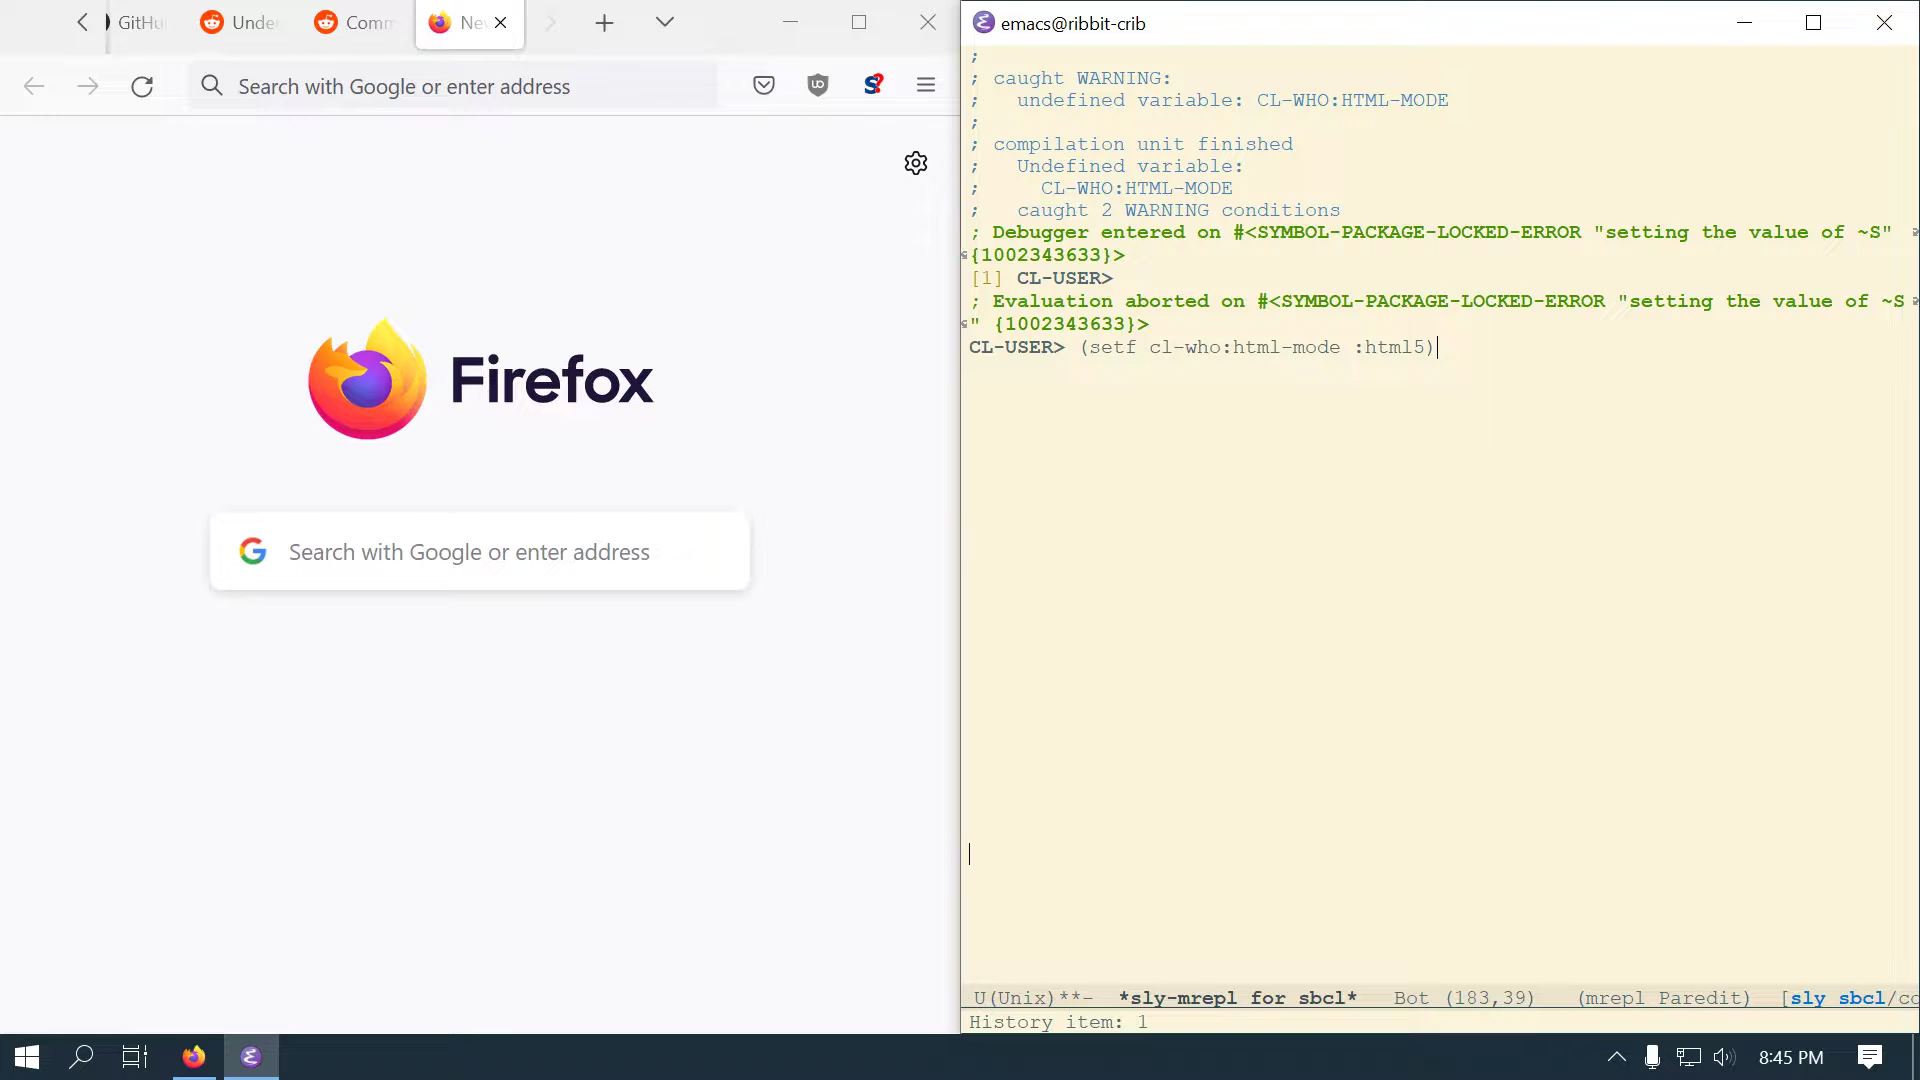 GitHu
Unde
Comm
Ne
Search with Google or enter address
Firefox
Search with Google or enter address
emacs@ribbit-crib
;
; caught WARNING:
;   undefined variable: CL-WHO:HTML-MODE
;
; compilation unit finished
;   Undefined variable:
;     CL-WHO:HTML-MODE
;   caught 2 WARNING conditions
; Debugger entered on #<SYMBOL-PACKAGE-LOCKED-ERROR "setting the value of ~S"
{1002343633}>
[1] CL-USER>
; Evaluation aborted on #<SYMBOL-PACKAGE-LOCKED-ERROR "setting the value of ~S
" {1002343633}>
CL-USER> (setf cl-who:html-mode :html5)
U(Unix)**- *sly-mrepl for sbcl* Bot (183,39) (mrepl Paredit) [sly sbcl/co
History item: 1
8:45 PM